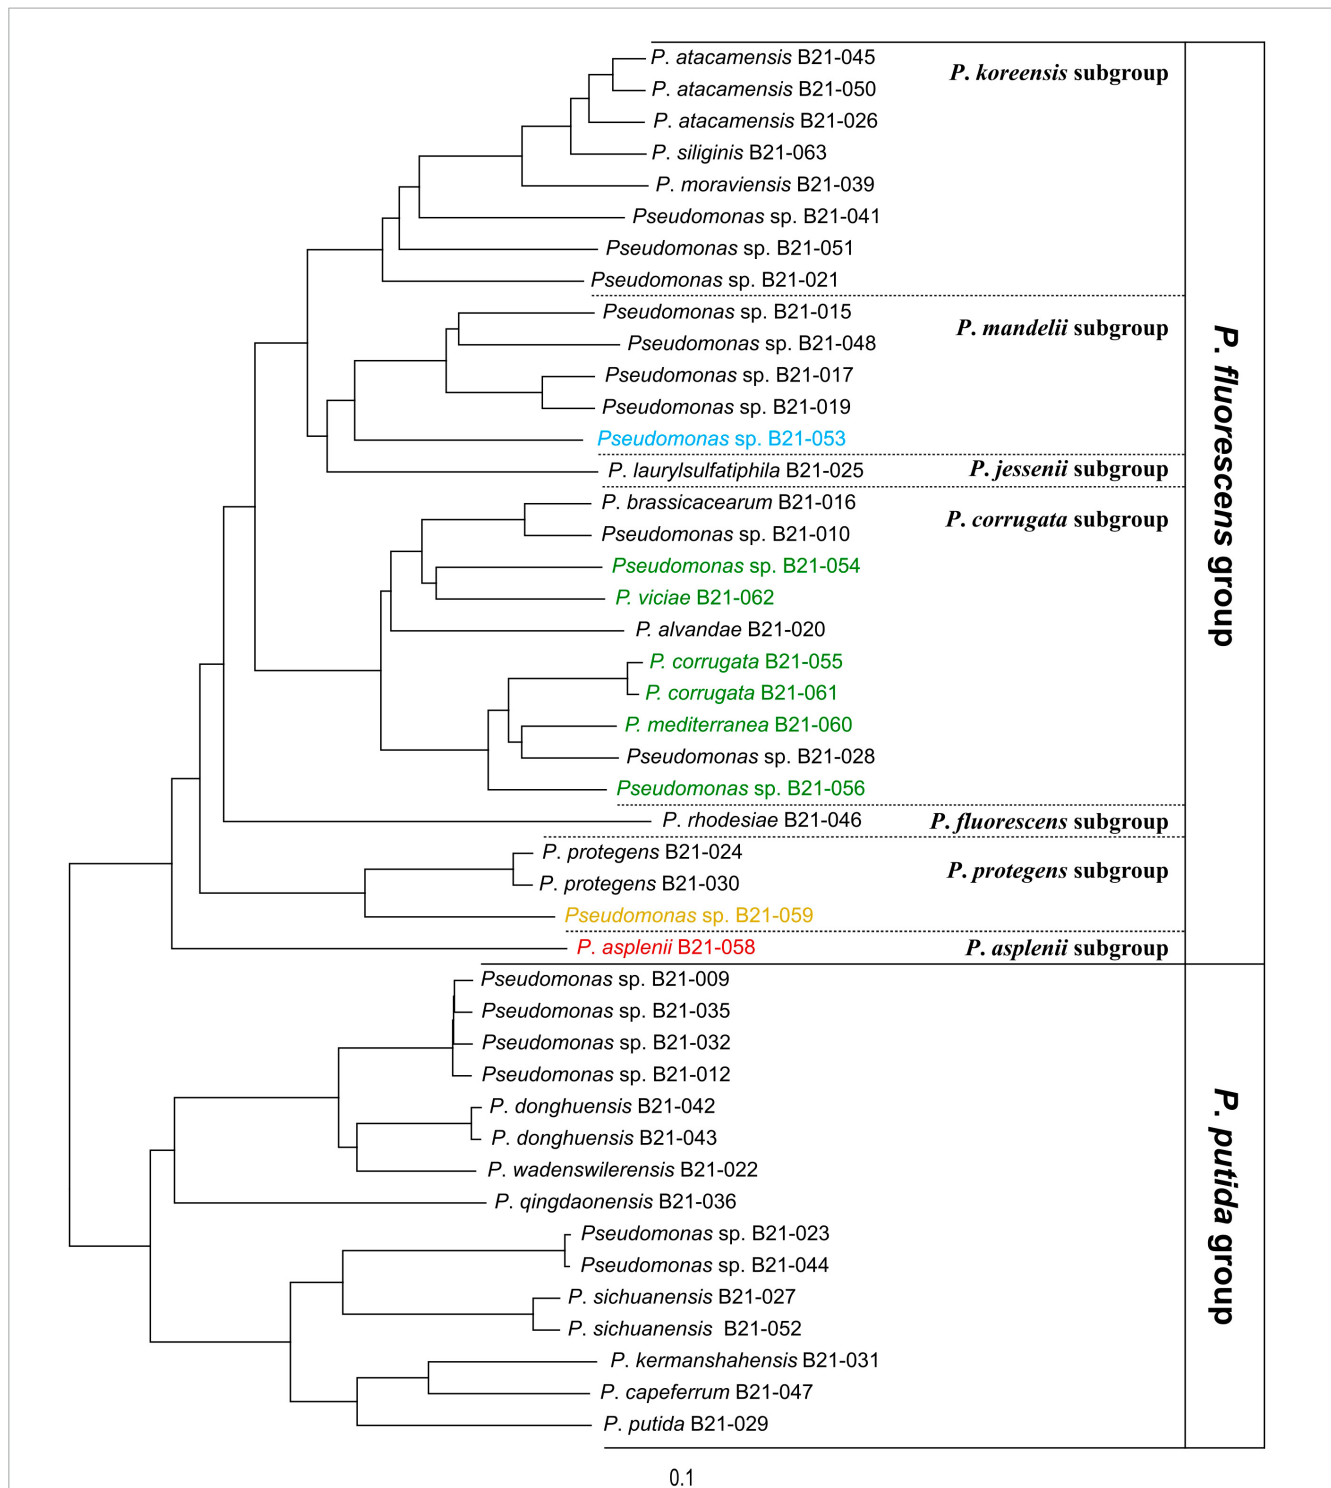 P. atacamensis B21-045
P. koreensis subgroup
P. atacamensis B21-050
P. atacamensis B21-026
P. siliginis B21-063
P. moraviensis B21-039
Pseudomonas sp. B21-041
Pseudomonas sp. B21-051
Pseudomonas sp. B21-021
Pseudomonas sp. B21-015
P. mandelii subgroup
Pseudomonas sp. B21-048
Pseudomonas sp. B21-017
Pseudomonas sp. B21-019
Pseudomonas sp. B21-053
P. laurylsulfatiphila B21-025
P. jessenii subgroup
P. brassicacearum B21-016
P. corrugata subgroup
Pseudomonas sp. B21-010
Pseudomonas sp. B21-054
P. viciae B21-062
P. alvandae B21-020
P. corrugata B21-055
P. corrugata B21-061
P. mediterranea B21-060
Pseudomonas sp. B21-028
Pseudomonas sp. B21-056
P. rhodesiae B21-046
P. fluorescens subgroup
P. protegens B21-024
P. protegens subgroup
P. protegens B21-030
Pseudomonas sp. B21-059
P. asplenii B21-058
P. asplenii subgroup
P. fluorescens group
Pseudomonas sp. B21-009
Pseudomonas sp. B21-035
Pseudomonas sp. B21-032
Pseudomonas sp. B21-012
P. donghuensis B21-042
P. donghuensis B21-043
P. wadenswilerensis B21-022
P. qingdaonensis B21-036
Pseudomonas sp. B21-023
Pseudomonas sp. B21-044
P. sichuanensis B21-027
P. sichuanensis B21-052
P. kermanshahensis B21-031
P. capeferrum B21-047
P. putida B21-029
P. putida group
0.1